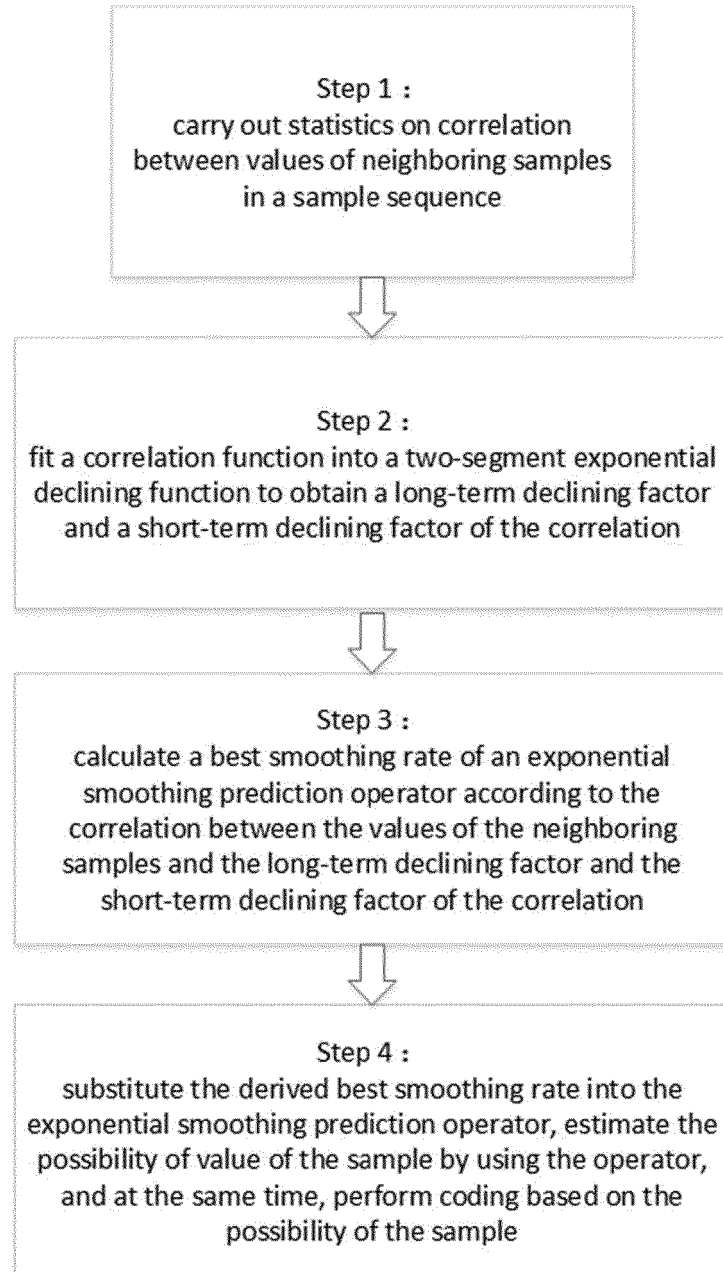 Step 1：
carry out statistics on correlation
between values of neighboring samples
in a sample sequence
Step 2：
fit a correlation function into a two-segment exponential
declining function to obtain a long-term declining factor
and a short-term declining factor of the correlation
Step 3：
calculate a best smoothing rate of an exponential
smoothing prediction operator according to the
correlation between the values of the neighboring
samples and the long-term declining factor and the
short-term declining factor of the correlation
Step 4：
substitute the derived best smoothing rate into the
exponential smoothing prediction operator, estimate the
possibility of value of the sample by using the operator,
and at the same time, perform coding based on the
possibility of the sample